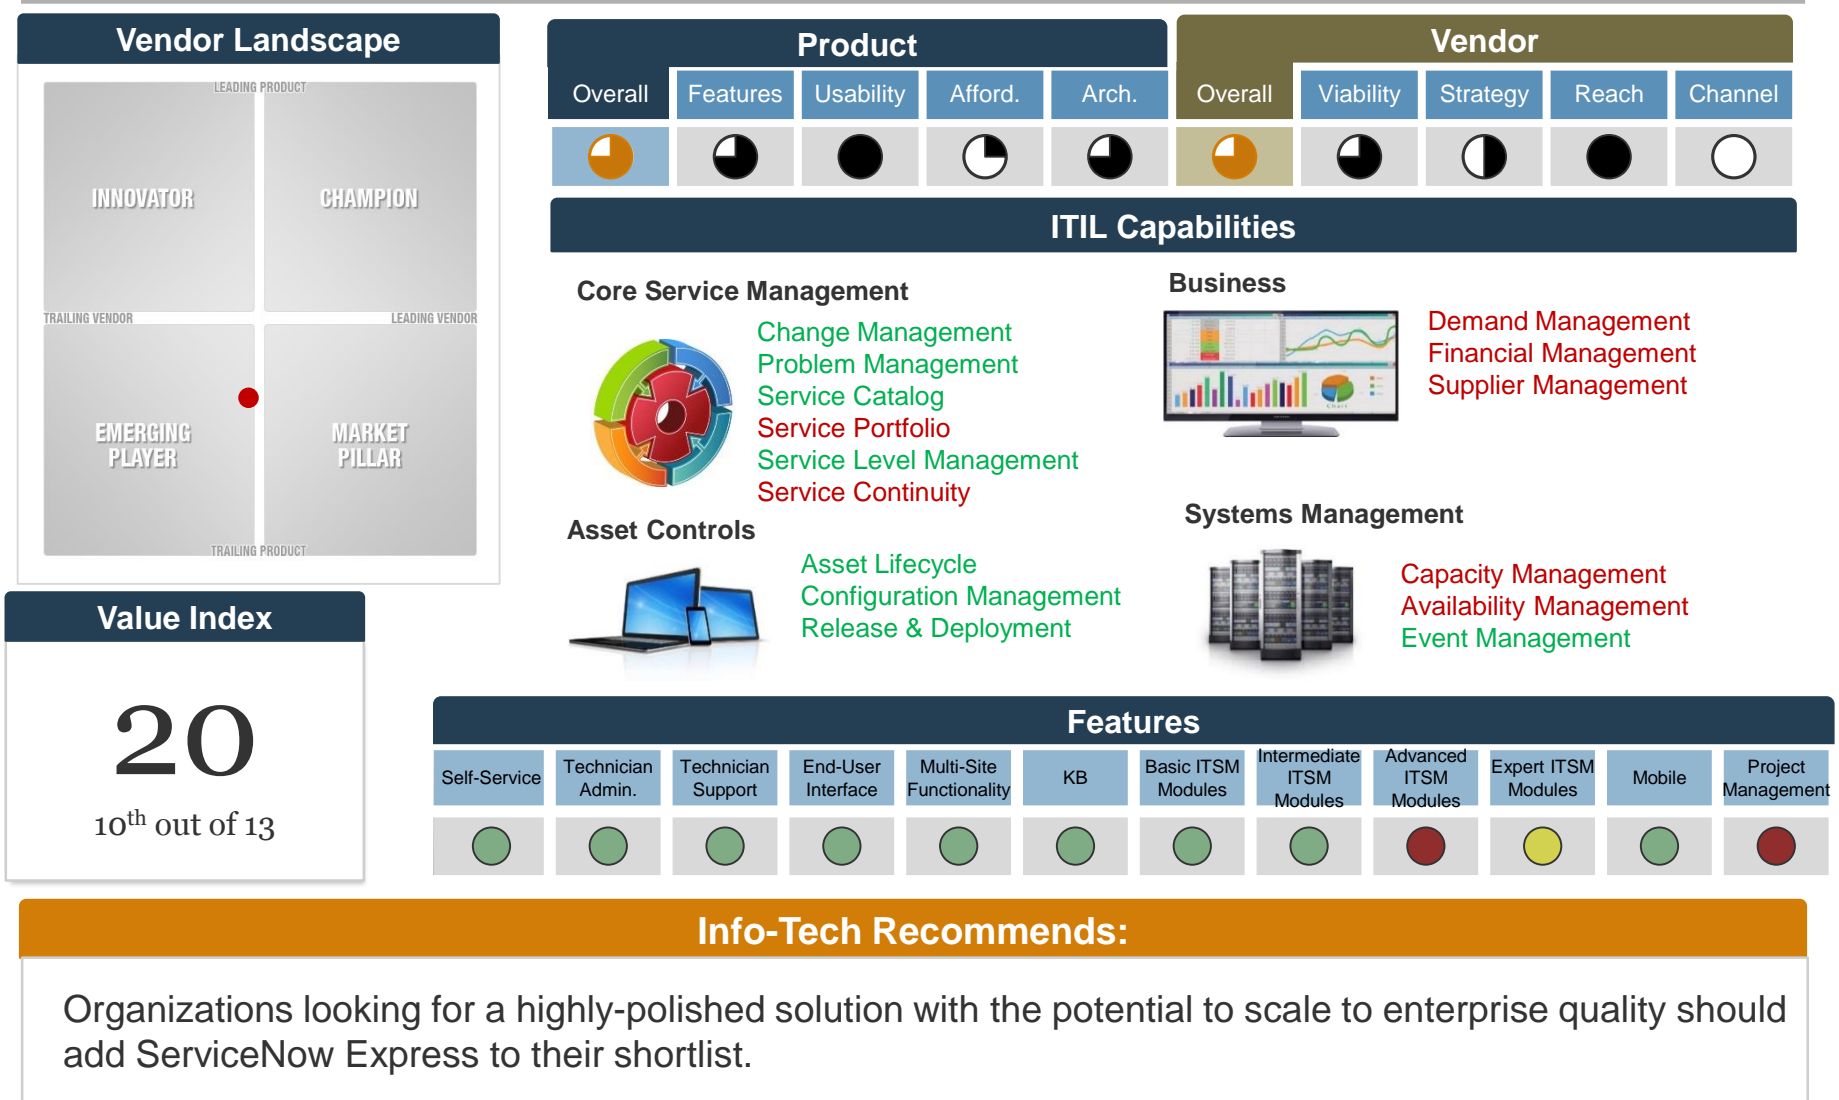 Vendor Landscape
LEADING PRODUCT
INNOVATOR
CHAMPION
TRAILING VENDOR
LEADING VENDOR
EMERGING
PLAYER
MARKET
PILLAR
TRAILING PRODUCT
Product
Vendor
Overall Features Usability Afford. Arch. Overall Viability Strategy Reach Channel
ITIL Capabilities
Core Service Management
Change Management
Problem Management
Service Catalog
Service Portfolio
Service Level Management
Service Continuity
Business
Demand Management
Financial Management
Supplier Management
Asset Controls
Asset Lifecycle
Configuration Management
Release & Deployment
Systems Management
Capacity Management
Availability Management
Event Management
Value Index
20
10th out of 13
Features
Self-Service
Technician
Admin.
Technician
Support
End-User
Interface
Multi-Site
Functionality
KB
Basic ITSM
Modules
Intermediate
ITSM
Modules
Advanced
ITSM
Modules
Expert ITSM
Modules
Mobile
Project
Management
Info-Tech Recommends:
Organizations looking for a highly-polished solution with the potential to scale to enterprise quality should
add ServiceNow Express to their shortlist.